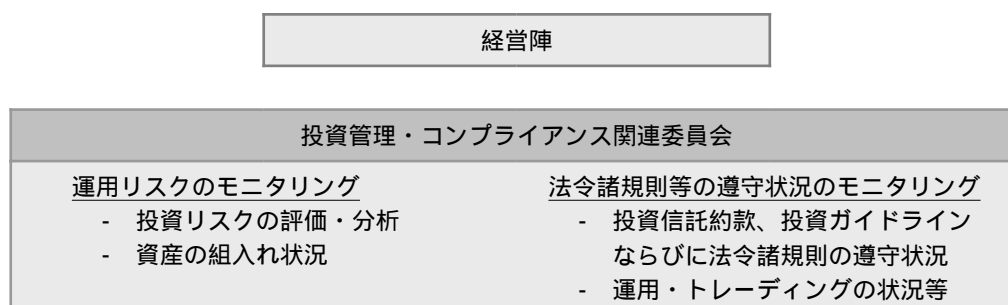 経営陣
投資管理・コンプライアンス関連委員会
運用リスクのモニタリング
- 投資リスクの評価・分析
- 資産の組入れ状況
法令諸規則等の遵守状況のモニタリング
- 投資信託約款、投資ガイドライン
ならびに法令諸規則の遵守状況
- 運用・トレーディングの状況等